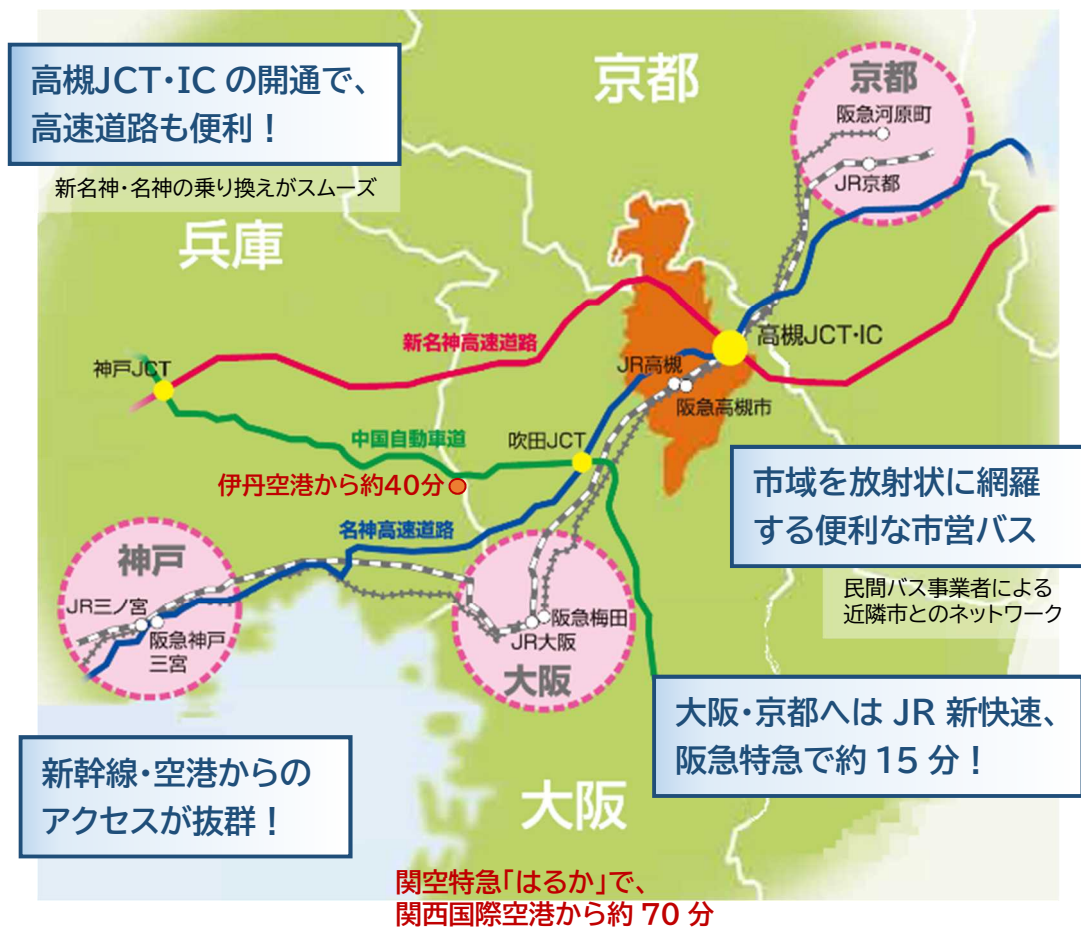 高槻JCT・IC の開通で、
高速道路も便利！
新名神・名神の乗り換えがスムーズ
京都
京都
阪急河原町
JR京都
兵庫
高槻JCT・IC
新名神高速道路
神戸JCT
JR高槻
阪急高槻市
中国自動車道
吹田JCT
伊丹空港から約40分
名神高速道路
市域を放射状に網羅
する便利な市営バス
民間バス事業者による
近隣市とのネットワーク
神戸
JR三ノ宮
阪急神戸
三宮
阪急梅田
JR大阪
大阪
大阪・京都へは JR 新快速、
阪急特急で約 15 分！
新幹線・空港からの
アクセスが抜群！
大阪
関空特急「はるか」で、
関西国際空港から約 70 分